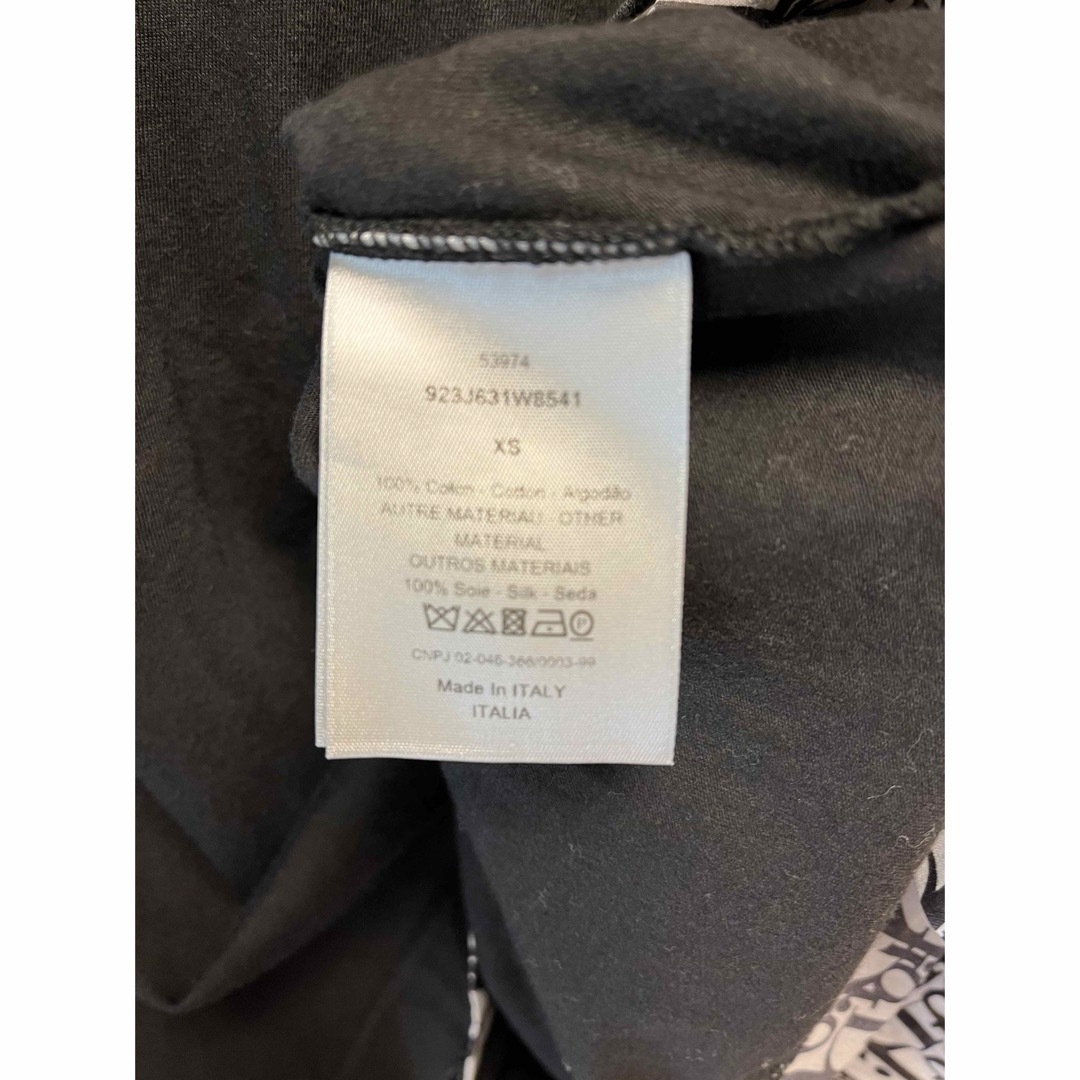 53974
923J631W8541
XS
100% Coton - Cotton - Algodão
AUTRE MATERIAU - OTHER
MATERIAL
OUTROS MATERIAIS
100% Soie - Silk - Seda
P
CNPJ 02-046-366/0003-99
Made In ITALY
ITALIA